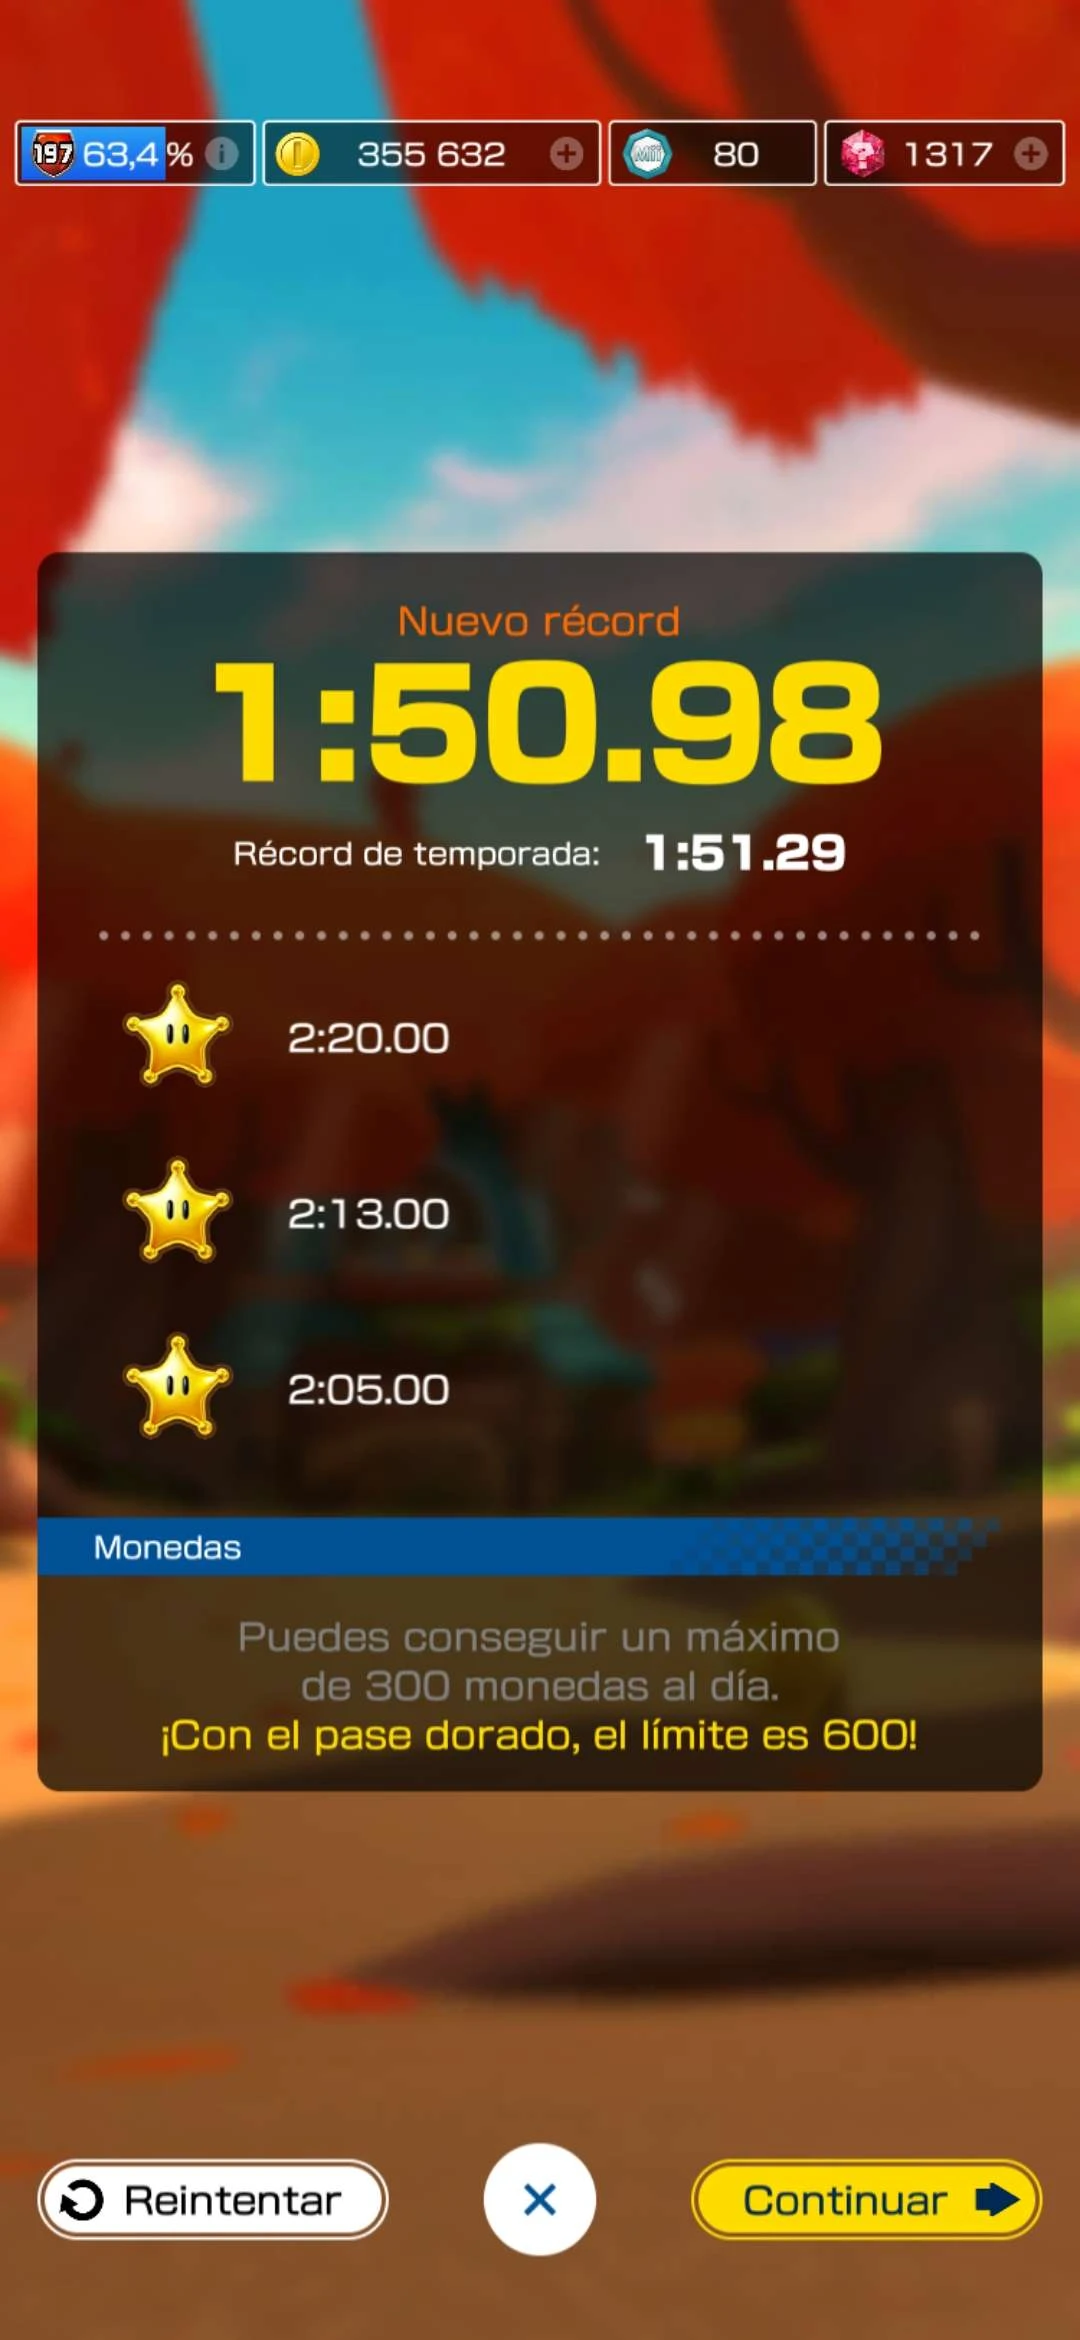 197 63,4 % i 355 632 + Mii 80 ? 1317 +
Nuevo récord
1:50.98
Récord de temporada: 1:51.29
2:20.00
2:13.00
2:05.00
Monedas
Puedes conseguir un máximo
de 300 monedas al día.
¡Con el pase dorado, el límite es 600!
Reintentar × Continuar